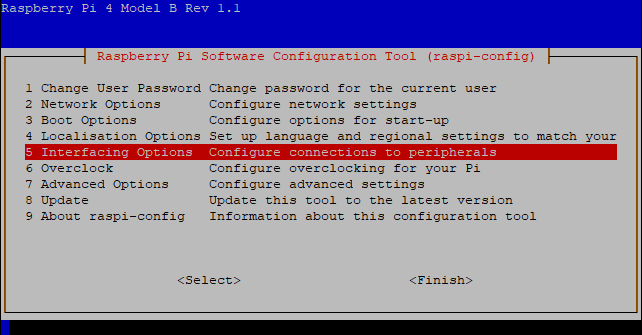 Raspberry Pi 4 Model B Rev 1.1
Raspberry Pi Software Configuration Tool (raspi-config)
1 Change User Password Change password for the current user
2 Network Options Configure network settings
3 Boot Options Configure options for start-up
4 Localisation Options Set up language and regional settings to match your
5 Interfacing Options Configure connections to peripherals
6 Overclock Configure overclocking for your Pi
7 Advanced Options Configure advanced settings
8 Update Update this tool to the latest version
9 About raspi-config Information about this configuration tool
<Select> <Finish>